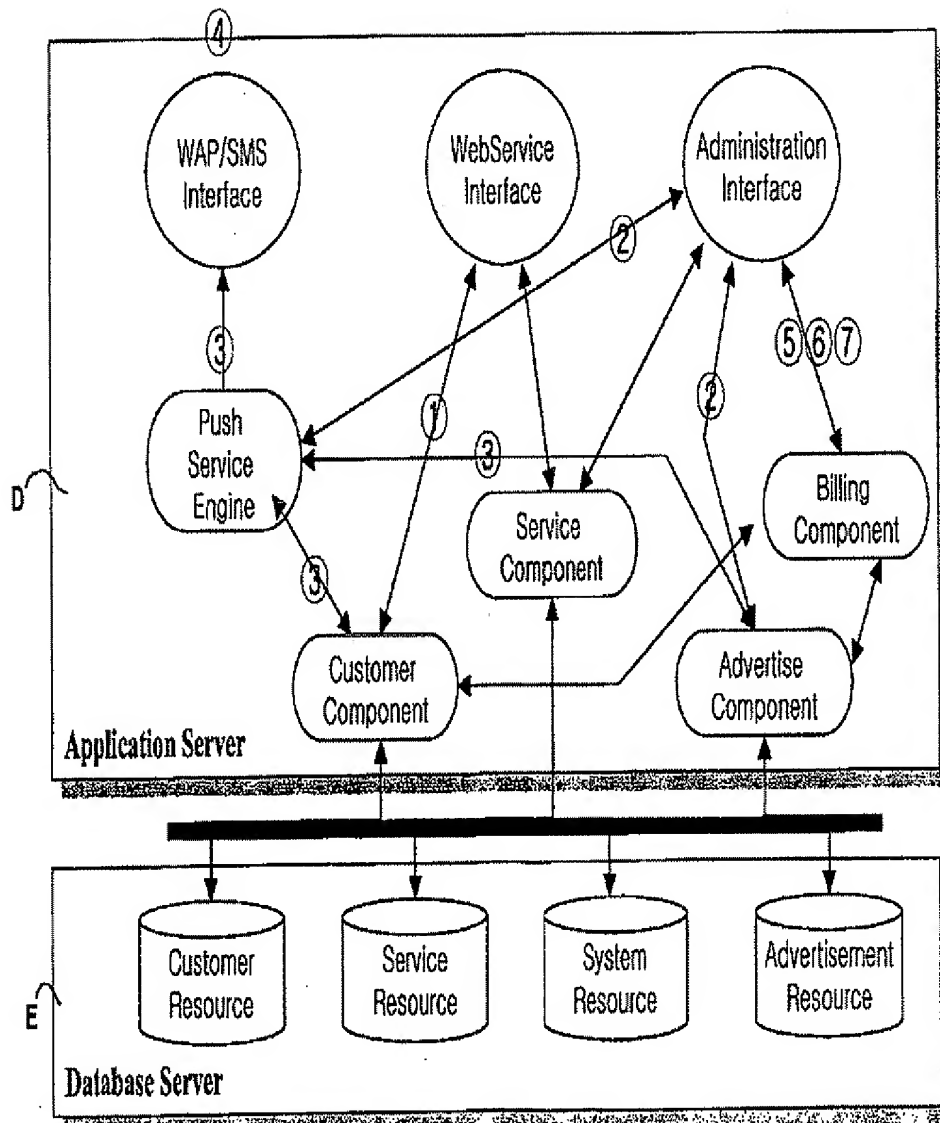 ④
WAP/SMS
Interface
WebService
Interface
Administration
Interface
②
③
⑤ ⑥ ⑦
①
②
Push
Service
Engine
③
D
Billing
Component
Service
Component
③
Customer
Component
Advertise
Component
Application Server
Customer
Resource
Service
Resource
System
Resource
Advertisement
Resource
E
Database Server